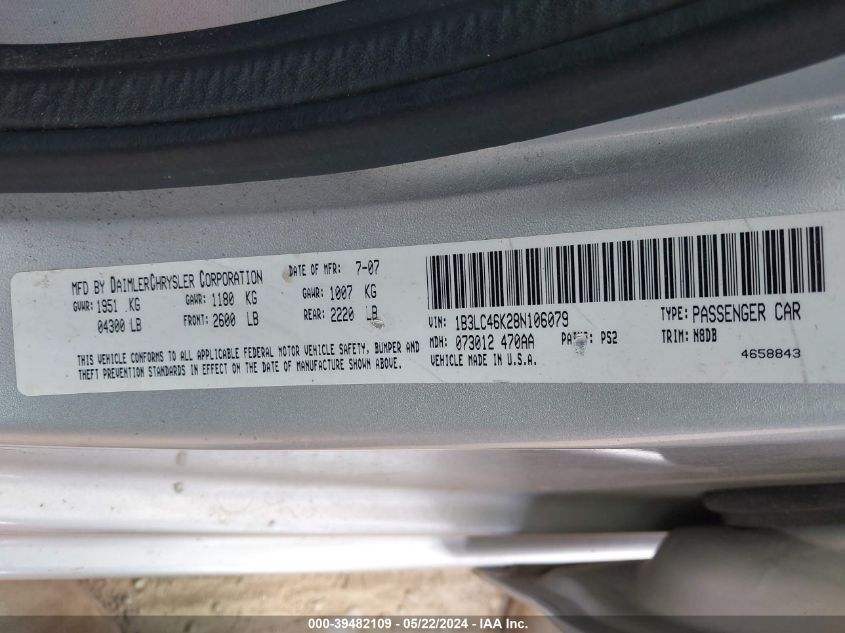 MFD BY DAIMLERCHRYSLER CORPORATION DATE OF MFR: 7-07
GVWR: 1951 KG GAWR: 1180 KG GAWR: 1007 KG
04300 LB FRONT: 2600 LB REAR: 2220 LB
THIS VEHICLE CONFORMS TO ALL APPLICABLE FEDERAL MOTOR VEHICLE SAFETY, BUMPER AND
THEFT PREVENTION STANDARDS IN EFFECT ON THE DATE OF MANUFACTURE SHOWN ABOVE.
VIN: 1B3LC46K28N106079 TYPE: PASSENGER CAR
MDH: 073012 470AA PAINT: PS2 TRIM: N8DB
VEHICLE MADE IN U.S.A. 4658843
000-39482109 - 05/22/2024 - IAA Inc.